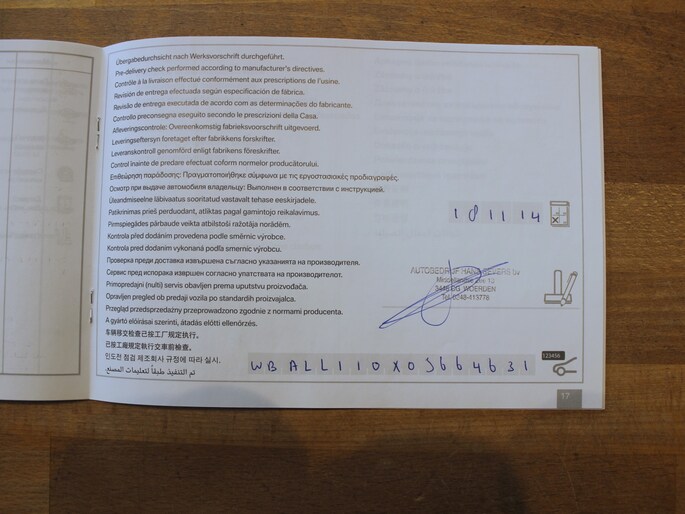 Übergabedurchsicht nach Werksvorschrift durchgeführt.
Pre-delivery check performed according to manufacturer's directives.
Contrôle à la livraison effectué conformément aux prescriptions de l'usine.
Revisión de entrega efectuada según especificación de fábrica.
Revisão de entrega executada de acordo com as determinações do fabricante.
Controllo preconsegna eseguito secondo le prescrizioni della Casa.
Afleveringscontrole: Overeenkomstig fabrieksvoorschrift uitgevoerd.
Leveringseftersyn foretaget efter fabrikkens forskrifter.
Leveranskontroll genomförd enligt fabrikens föreskrifter.
Control înainte de predare efectuat coform normelor producătorului.
Επιθεώρηση παράδοσης: Πραγματοποιήθηκε σύμφωνα με τις εργοστασιακές προδιαγραφές.
Осмотр при выдаче автомобиля владельцу: Выполнен в соответствии с инструкцией.
Üleandmiseelne läbivaatus sooritatud vastavalt tehase eeskirjadele.
Patikrinimas prieš perduodant, atliktas pagal gamintojo reikalavimus.
Pirmspiegādes pārbaude veikta atbilstoši ražotāja norādēm.
Kontrola před dodáním provedena podle směrnic výrobce.
Kontrola pred dodaním vykonaná podľa smerníc výrobcu.
Проверка преди доставка извършена съгласно указанията на производителя.
Сервис пред испорака извршен согласно упатствата на производителот.
Primopredajni (nulti) servis obavljen prema uputstvu proizvođača.
Opravljen pregled ob predaji vozila po standardih proizvajalca.
Przegląd przedsprzedażny przeprowadzono zgodnie z normami producenta.
A gyártó előírásai szerinti, átadás előtti ellenőrzés.
车辆移交检查已按工厂规定执行。
已按工廠規定執行交車前檢查。
인도전 점검 제조회사 규정에 따라 실시.
تم التنفيذ طبقاً لتعليمات المصنع.
181114
AUTOGEDRIJF HANS SEVERS bv
WOERDEN
Tel. 0248-413778
123456
WBALL110X0J664631
17